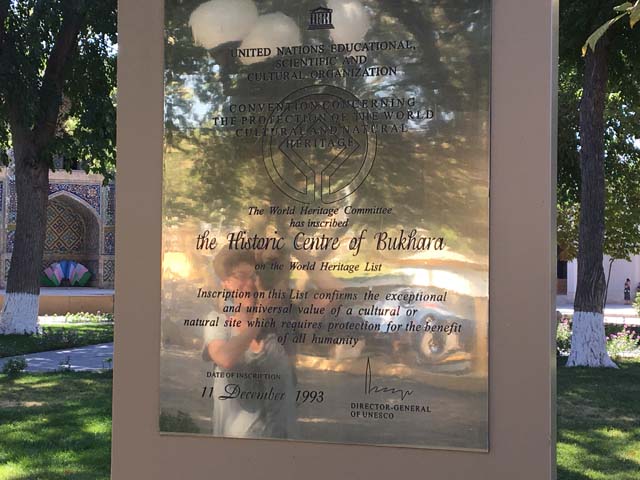 UNITED NATIONS EDUCATIONAL,
SCIENTIFIC AND
CULTURAL ORGANIZATION
CONVENTION CONCERNING
THE PROTECTION OF THE WORLD
CULTURAL AND NATURAL
HERITAGE
The World Heritage Committee
has inscribed
the Historic Centre of Bukhara
on the World Heritage List
Inscription on this List confirms the exceptional
and universal value of a cultural or
natural site which requires protection for the benefit
of all humanity
DATE OF INSCRIPTION
11 December 1993
DIRECTOR-GENERAL
OF UNESCO